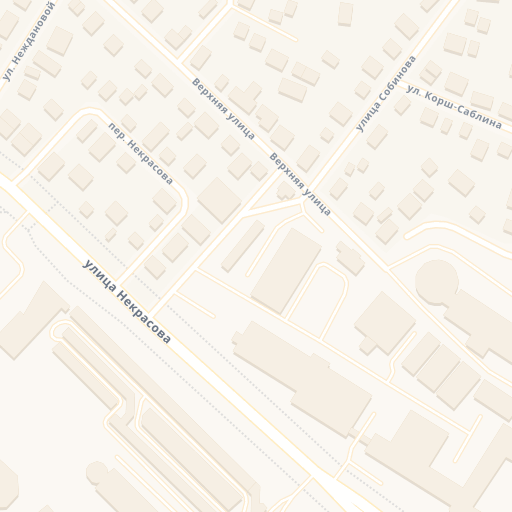 ул. Неждановой
Верхняя улица
улица Собинова
ул. Корш-Саблина
пер. Некрасова
Верхняя улица
улица Некрасова